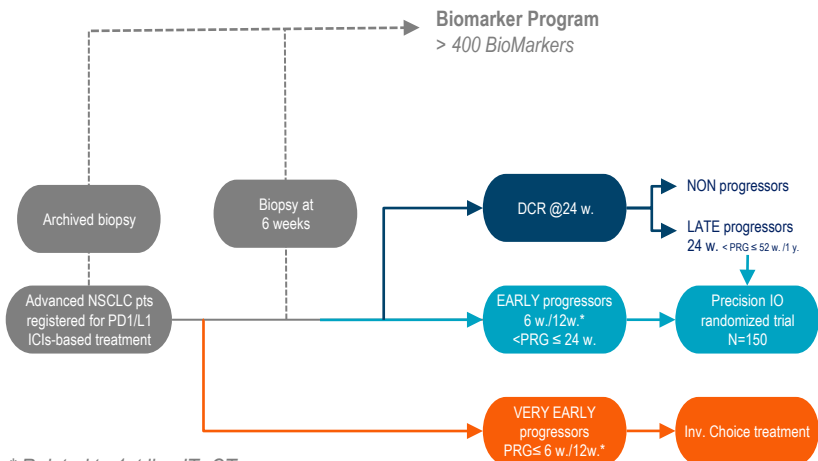 Biomarker Program
> 400 BioMarkers
Archived biopsy
Biopsy at
6 weeks
DCR @24 w.
NON progressors
LATE progressors
24 w. < PRG ≤ 52 w. /1 y.
Advanced NSCLC pts
registered for PD1/L1
ICIs-based treatment
EARLY progressors
6 w./12w.*
<PRG ≤ 24 w.
Precision IO
randomized trial
N=150
VERY EARLY
progressors
PRG≤ 6 w./12w.*
Inv. Choice treatment